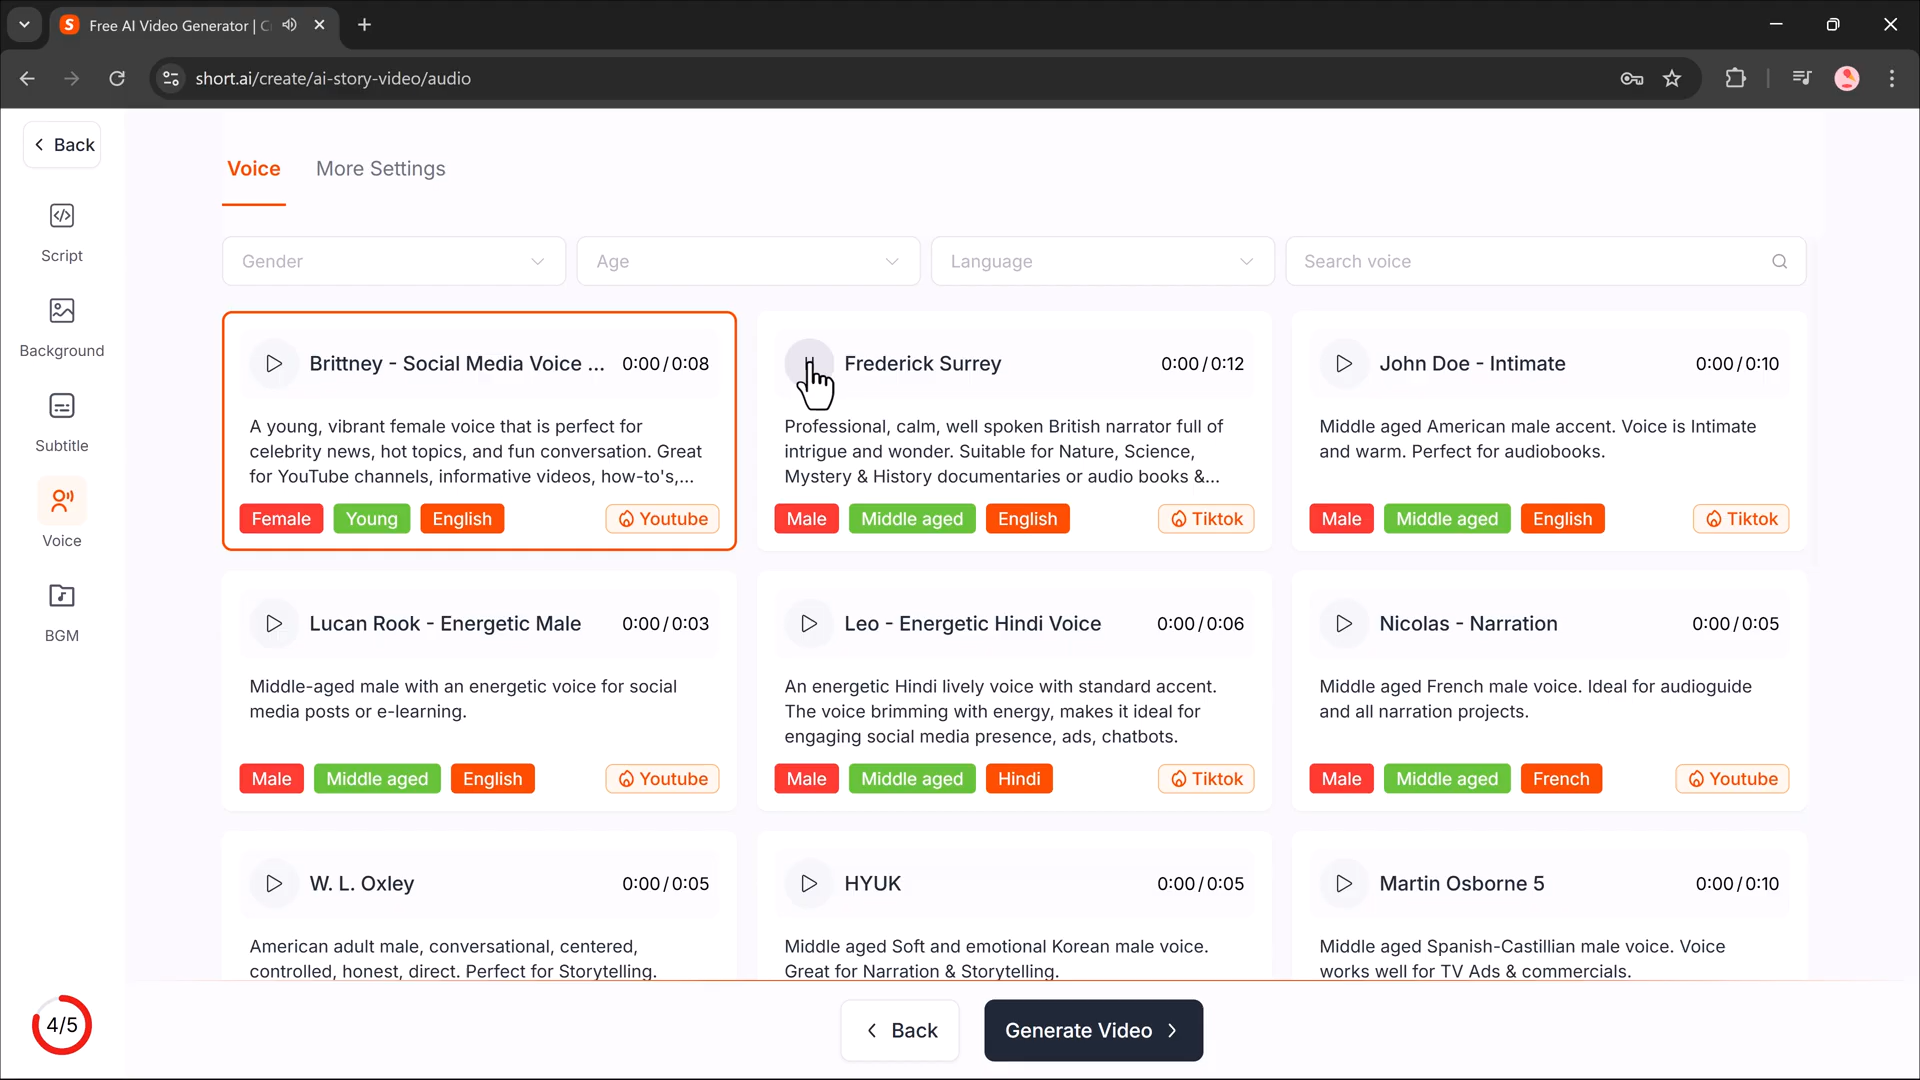 Free AI Video Generator | C
short.ai/create/ai-story-video/audio
Back
Script
Background
Subtitle
Voice
BGM
4/5
Voice
More Settings
Gender
Age
Language
Search voice
Brittney - Social Media Voice ...
0:00/0:08
A young, vibrant female voice that is perfect for
celebrity news, hot topics, and fun conversation. Great
for YouTube channels, informative videos, how-to's,...
Female
Young
English
Youtube
Frederick Surrey
0:00/0:12
Professional, calm, well spoken British narrator full of
intrigue and wonder. Suitable for Nature, Science,
Mystery & History documentaries or audio books &...
Male
Middle aged
English
Tiktok
John Doe - Intimate
0:00/0:10
Middle aged American male accent. Voice is Intimate
and warm. Perfect for audiobooks.
Male
Middle aged
English
Tiktok
Lucan Rook - Energetic Male
0:00/0:03
Middle-aged male with an energetic voice for social
media posts or e-learning.
Male
Middle aged
English
Youtube
Leo - Energetic Hindi Voice
0:00/0:06
An energetic Hindi lively voice with standard accent.
The voice brimming with energy, makes it ideal for
engaging social media presence, ads, chatbots.
Male
Middle aged
Hindi
Tiktok
Nicolas - Narration
0:00/0:05
Middle aged French male voice. Ideal for audioguide
and all narration projects.
Male
Middle aged
French
Youtube
W. L. Oxley
0:00/0:05
American adult male, conversational, centered,
controlled, honest, direct. Perfect for Storytelling.
HYUK
0:00/0:05
Middle aged Soft and emotional Korean male voice.
Great for Narration & Storytelling.
Martin Osborne 5
0:00/0:10
Middle aged Spanish-Castillian male voice. Voice
works well for TV Ads & commercials.
Back
Generate Video